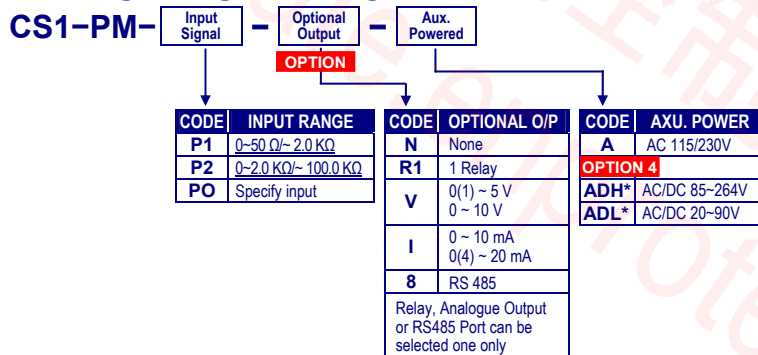 CS1-PM- Input Signal - Optional Output - Aux. Powered
OPTION
CODE INPUT RANGE
P1 0~50 Ω/~ 2.0 KΩ
P2 0~2.0 KΩ/~ 100.0 KΩ
PO Specify input
CODE OPTIONAL O/P
N None
R1 1 Relay
V 0(1) ~ 5 V
0 ~ 10 V
I 0 ~ 10 mA
0(4) ~ 20 mA
8 RS 485
Relay, Analogue Output
or RS485 Port can be
selected one only
CODE AXU. POWER
A AC 115/230V
OPTION 4
ADH* AC/DC 85~264V
ADL* AC/DC 20~90V